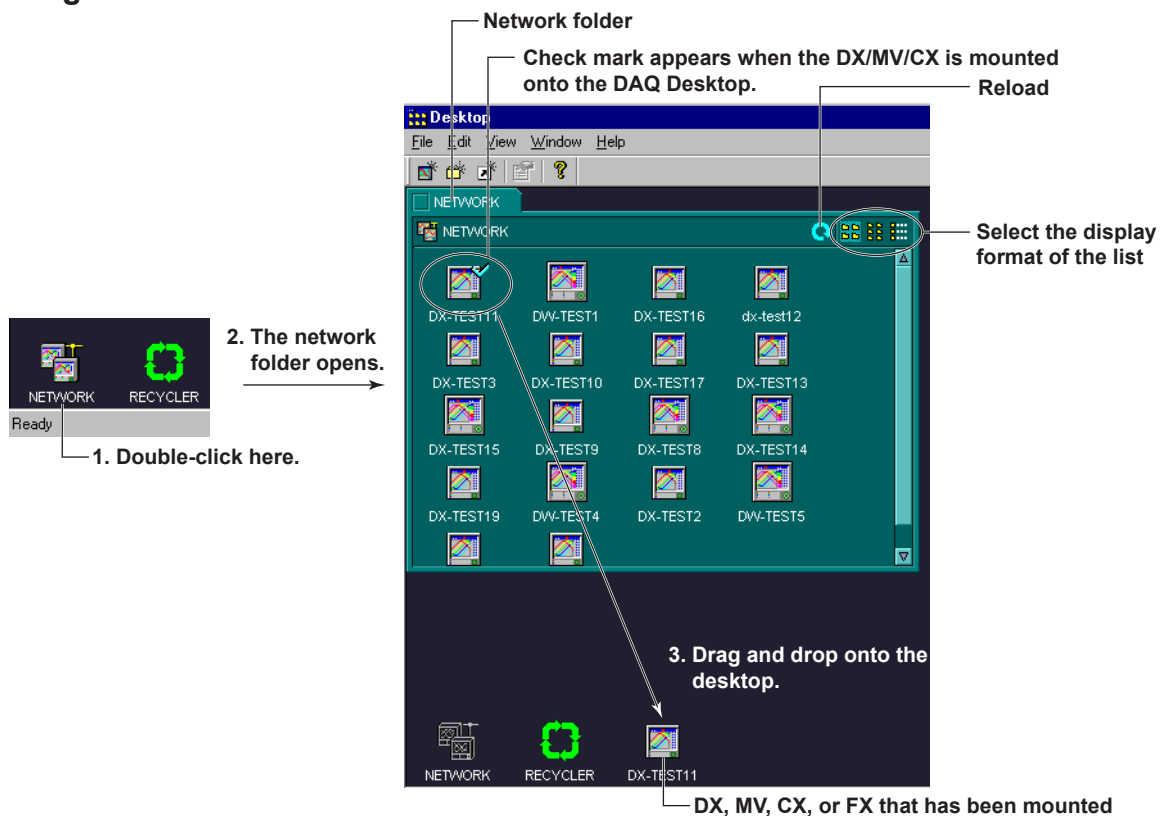 Network folder
Check mark appears when the DX/MV/CX is mounted
onto the DAQ Desktop.
Reload
Desktop
File Edit View Window Help
NETWORK
NETWORK
Select the display
format of the list
DX-TEST11 DW-TEST1 DX-TEST16 dx-test12
2. The network
folder opens.
DX-TEST3 DX-TEST10 DX-TEST17 DX-TEST13
NETWORK RECYCLER
Ready
1. Double-click here.
DX-TEST15 DX-TEST9 DX-TEST8 DX-TEST14
DX-TEST19 DW-TEST4 DX-TEST2 DW-TEST5
3. Drag and drop onto the
desktop.
NETWORK RECYCLER DX-TEST11
DX, MV, CX, or FX that has been mounted